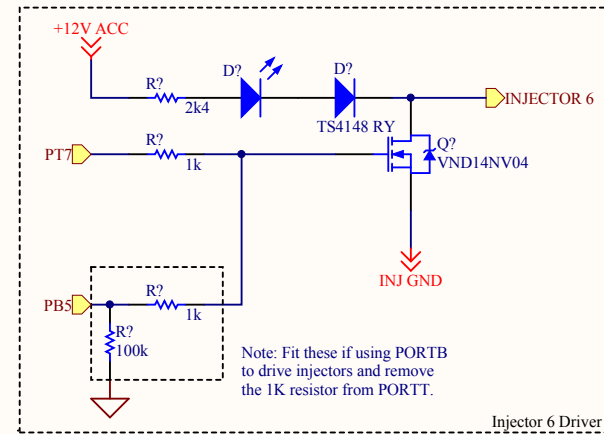 +12V ACC
R?
2k4
D?
D?
TS4148 RY
INJECTOR 6
PT7
R?
1k
Q?
VND14NV04
INJ GND
PB5
R?
1k
R?
100k
Note: Fit these if using PORTB
to drive injectors and remove
the 1K resistor from PORTT.
Injector 6 Driver